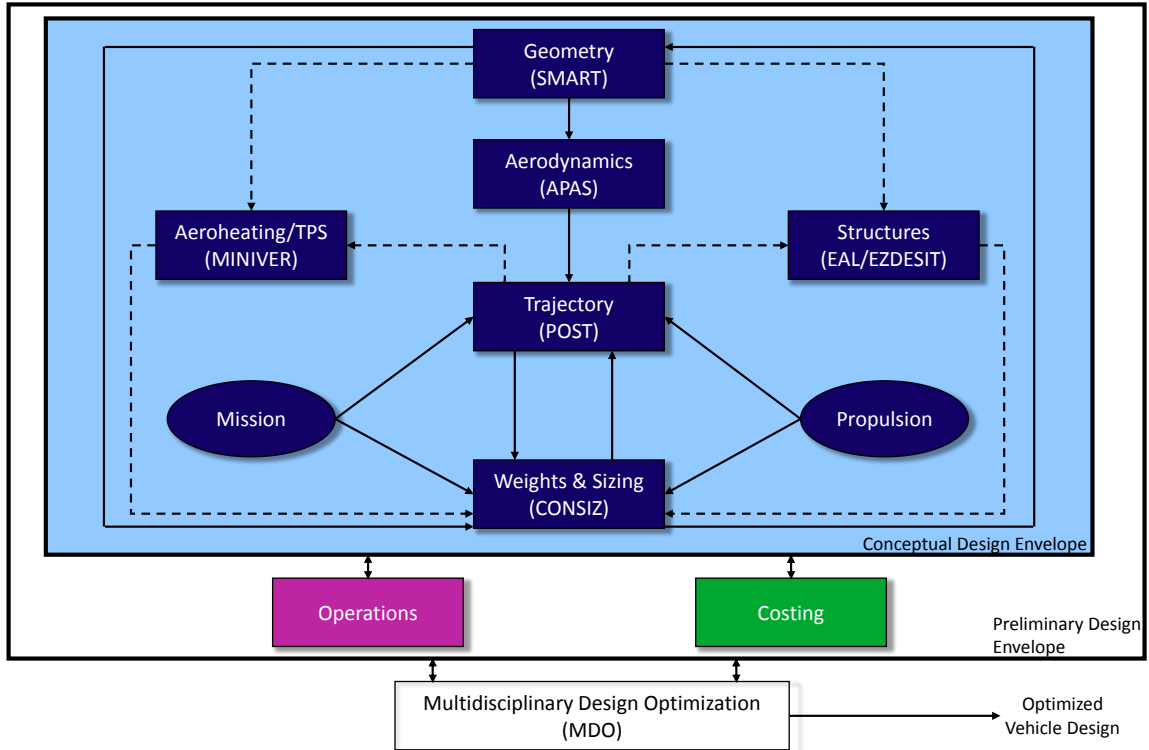 Geometry
(SMART)
Aerodynamics
(APAS)
Aeroheating/TPS
(MINIVER)
Structures
(EAL/EZDESIT)
Trajectory
(POST)
Mission
Propulsion
Weights & Sizing
(CONSIZ)
Conceptual Design Envelope
Operations
Costing
Preliminary Design
Envelope
Multidisciplinary Design Optimization
(MDO)
Optimized
Vehicle Design